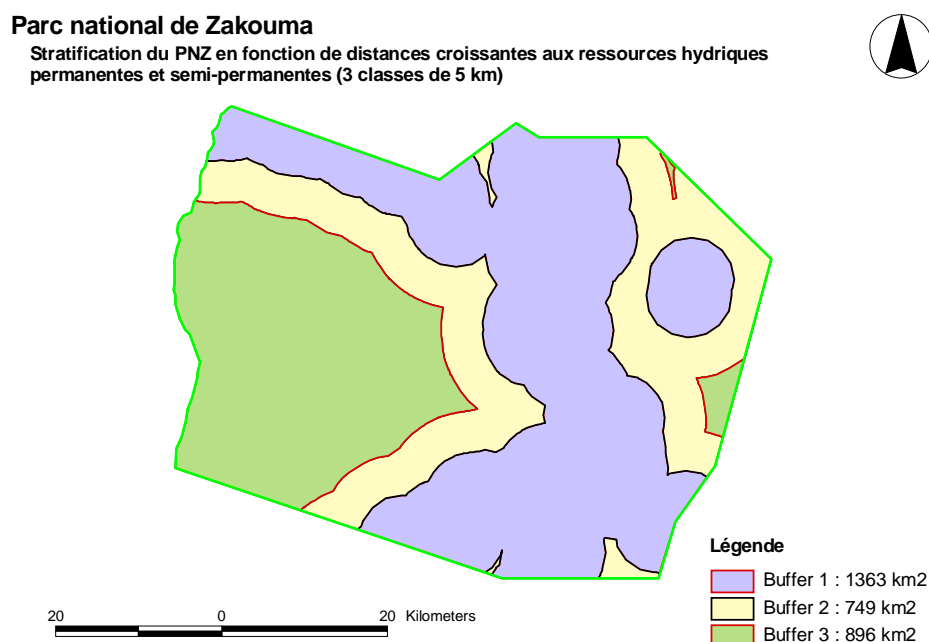 Parc national de Zakouma
Stratification du PNZ en fonction de distances croissantes aux ressources hydriques
permanentes et semi-permanentes (3 classes de 5 km)
Légende
Buffer 1 : 1363 km2
Buffer 2 : 749 km2
Buffer 3 : 896 km2
20 0 20 Kilometers